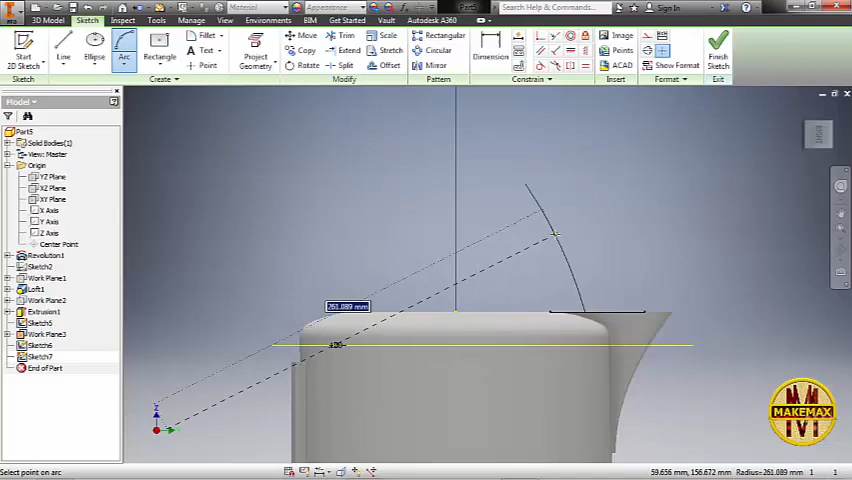 Material
Appearance
Part5
Search Help & Commands...
Sign In
PRO
3D Model Sketch Inspect Tools Manage View Environments BIM Get Started Vault Autodesk A360
Start
2D Sketch
Line
Ellipse
Arc
Rectangle
Fillet
Text
Point
Project
Geometry
Move
Copy
Rotate
Trim
Extend
Split
Scale
Stretch
Offset
Rectangular
Circular
Mirror
Dimension
Image
Points
ACAD
Show Format
Finish
Sketch
Sketch
Create
Modify
Pattern
Constrain
Insert
Format
Exit
Model
Part5
Solid Bodies(1)
View: Master
Origin
YZ Plane
XZ Plane
XY Plane
X Axis
Y Axis
Z Axis
Center Point
Revolution1
Sketch2
Work Plane1
Loft1
Work Plane2
Extrusion1
Sketch5
Work Plane3
Sketch6
Sketch7
End of Part
261.089 mm
RIGHT
Z
MAKEMAX
Select point on arc
59.656 mm, 156.672 mm Radius=261.089 mm 1 1